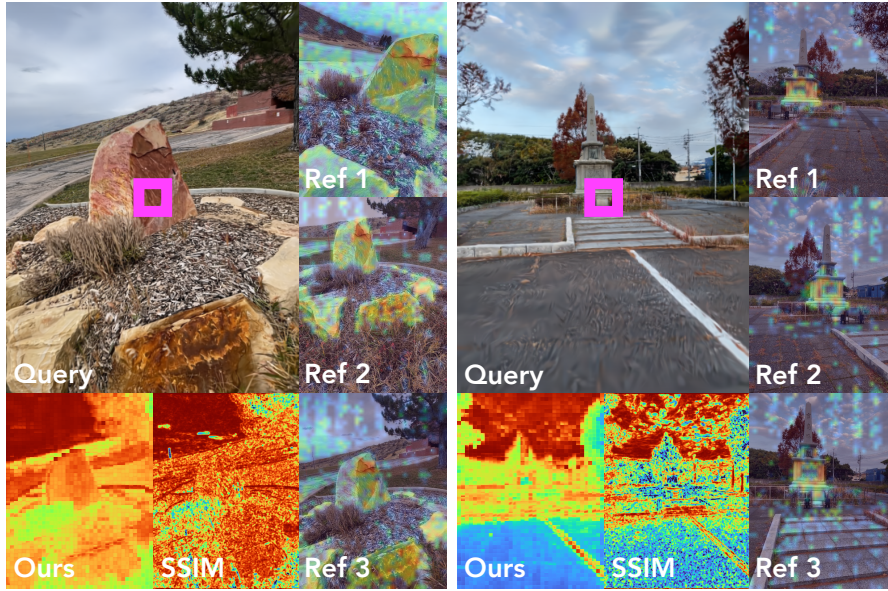 Ref 1
Ref 2
Query
Ours
SSIM
Ref 3
Ref 1
Ref 2
Query
Ours
SSIM
Ref 3